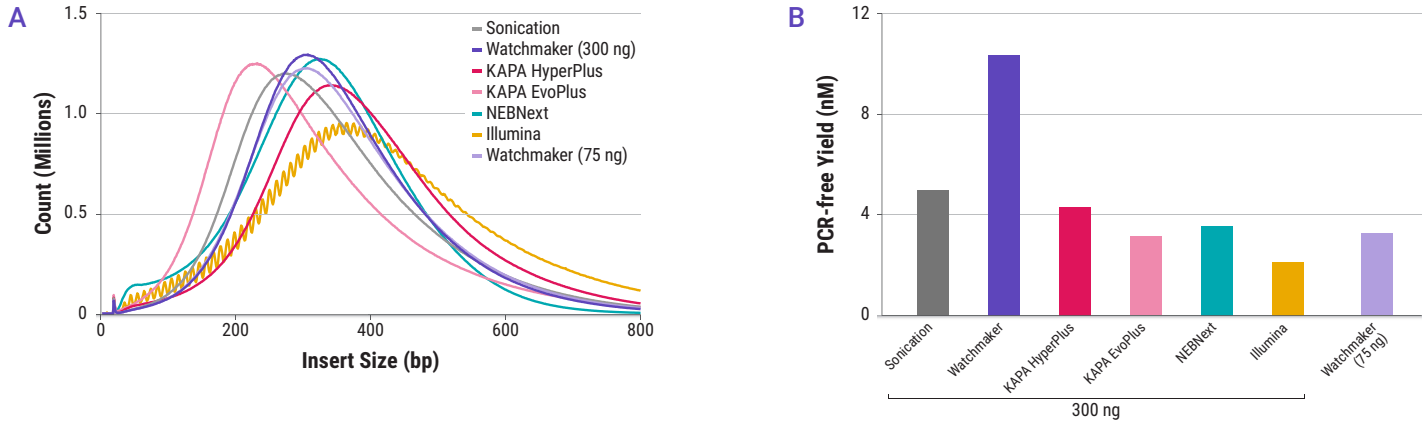 A
1.5
1.0
0.5
0
Count (Millions)
0
200
400
600
800
Insert Size (bp)
Sonication
Watchmaker (300 ng)
KAPA HyperPlus
KAPA EvoPlus
NEBNext
Illumina
Watchmaker (75 ng)
B
12
8
4
0
PCR-free Yield (nM)
Sonication
Watchmaker
KAPA HyperPlus
KAPA EvoPlus
NEBNext
Illumina
Watchmaker
(75 ng)
300 ng